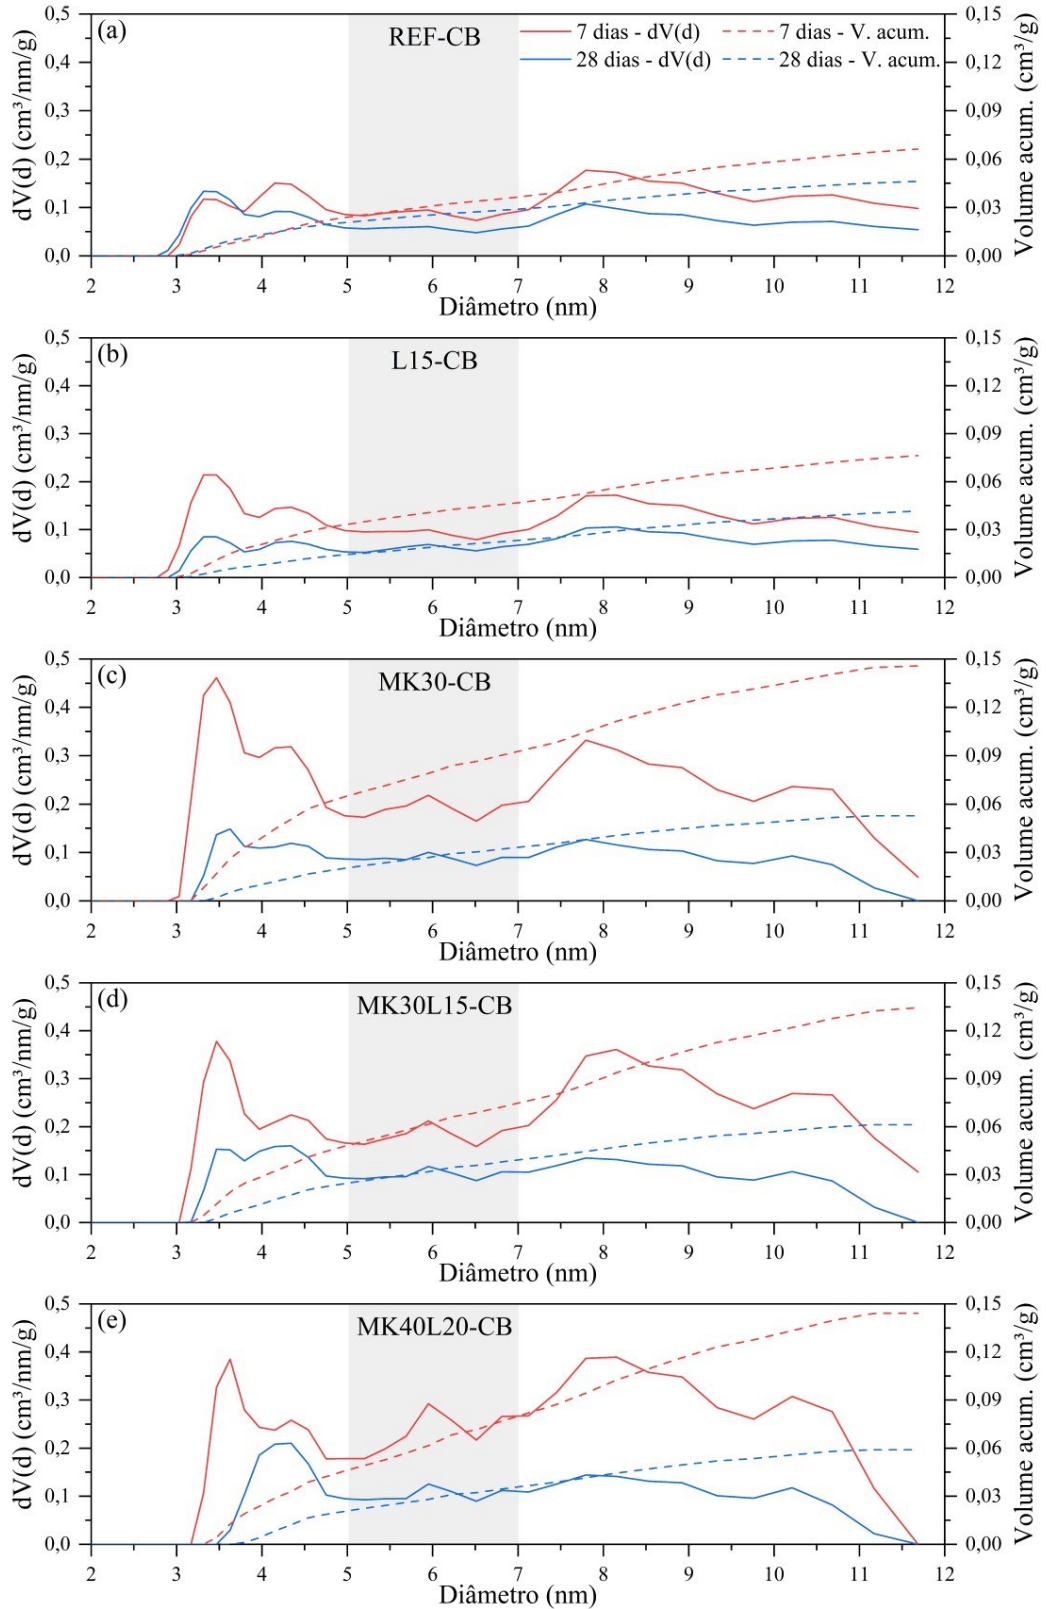 (a)
REF-CB
7 dias - dV(d)
7 dias - V. acum.
28 dias - dV(d)
28 dias - V. acum.
dV(d) (cm³/nm/g)
0,5
0,4
0,3
0,2
0,1
0,0
Volume acum. (cm³/g)
0,15
0,12
0,09
0,06
0,03
0,00
2 3 4 5 6 7 8 9 10 11 12
Diâmetro (nm)
(b)
L15-CB
dV(d) (cm³/nm/g)
0,5
0,4
0,3
0,2
0,1
0,0
Volume acum. (cm³/g)
0,15
0,12
0,09
0,06
0,03
0,00
2 3 4 5 6 7 8 9 10 11 12
Diâmetro (nm)
(c)
MK30-CB
dV(d) (cm³/nm/g)
0,5
0,4
0,3
0,2
0,1
0,0
Volume acum. (cm³/g)
0,15
0,12
0,09
0,06
0,03
0,00
2 3 4 5 6 7 8 9 10 11 12
Diâmetro (nm)
(d)
MK30L15-CB
dV(d) (cm³/nm/g)
0,5
0,4
0,3
0,2
0,1
0,0
Volume acum. (cm³/g)
0,15
0,12
0,09
0,06
0,03
0,00
2 3 4 5 6 7 8 9 10 11 12
Diâmetro (nm)
(e)
MK40L20-CB
dV(d) (cm³/nm/g)
0,5
0,4
0,3
0,2
0,1
0,0
Volume acum. (cm³/g)
0,15
0,12
0,09
0,06
0,03
0,00
2 3 4 5 6 7 8 9 10 11 12
Diâmetro (nm)